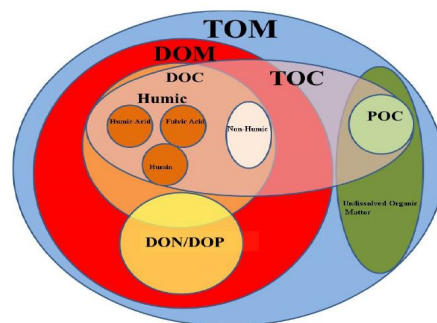 TOM
DOM
DOC
TOC
Humic
Humic Acid
Fulvic Acid
Non-Humic
POC
Humin
Undissolved Organic
Matter
DON/DOP